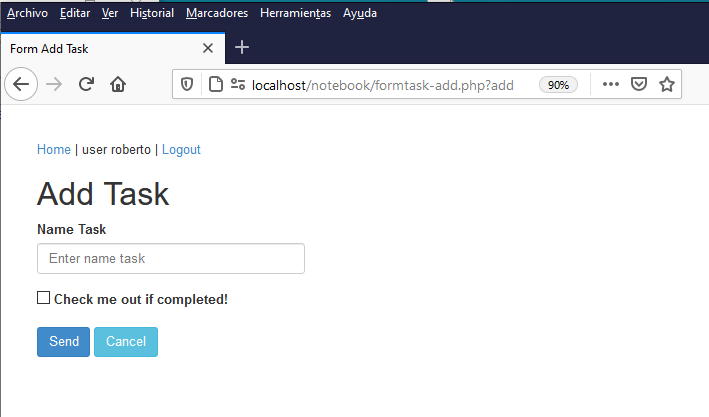 Archivo Editar Ver Historial Marcadores Herramientas Ayuda
Form Add Task
localhost/notebook/formtask-add.php?add 90%
Home | user roberto | Logout
Add Task
Name Task
Enter name task
Check me out if completed!
Send Cancel